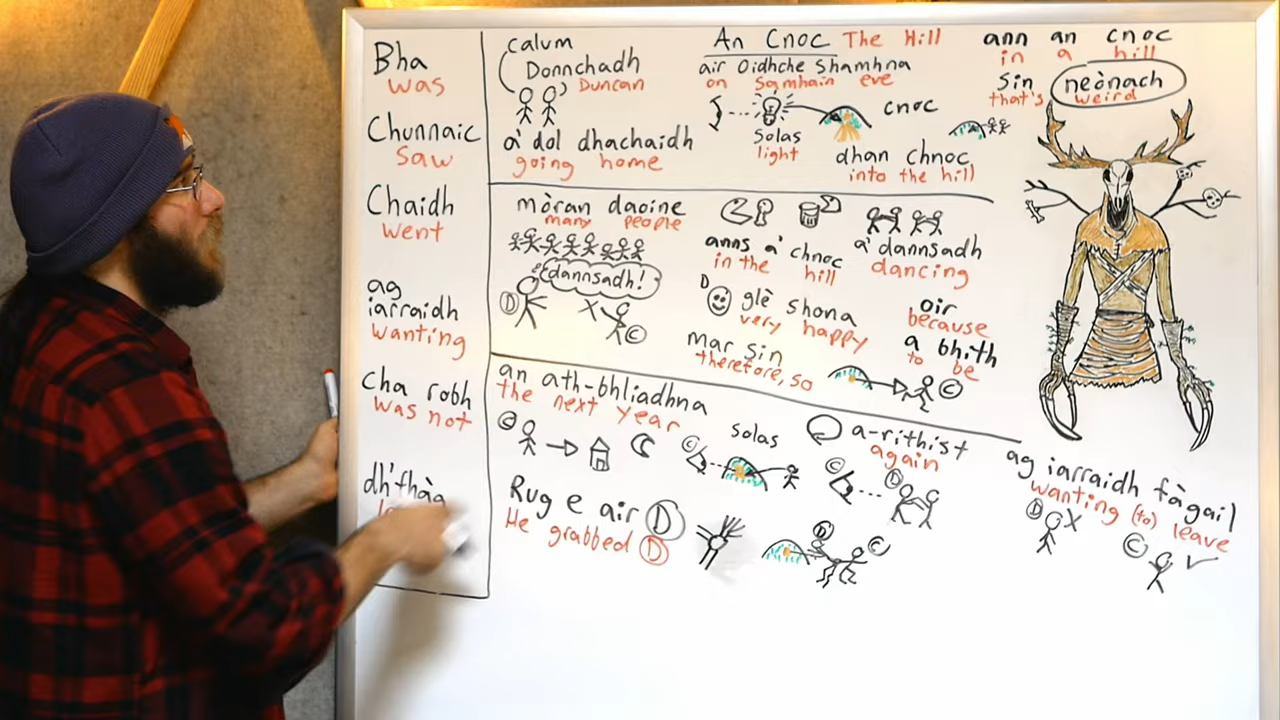 Bha
was
Chunnaic
Saw
Chaidh
went
ag
iarraidh
wanting
cha robh
was not
dh'fhàg
calum
Donnchadh
Duncan
a' dol dhachaidh
going home
An Cnoc The Hill
air Oidhche Shamhna
on Samhain eve
Solas
light
cnoc
dhan chnoc
into the hill
ann an cnoc
in a hill
Sin neònach
that's weird
mòran daoine
many people
dannsadh!
D
X
C
anns a' chnoc
in the hill
a' dannsadh
dancing
D
glè shona
very happy
oir
because
mar sin
therefore, so
a bhith
to be
C
an ath-bhliadhna
the next year
C
C
solas
a-rithist
again
C
D
Rug e air D
He grabbed D
D
C
ag iarraidh fàgail
wanting (to) leave
D
X
C